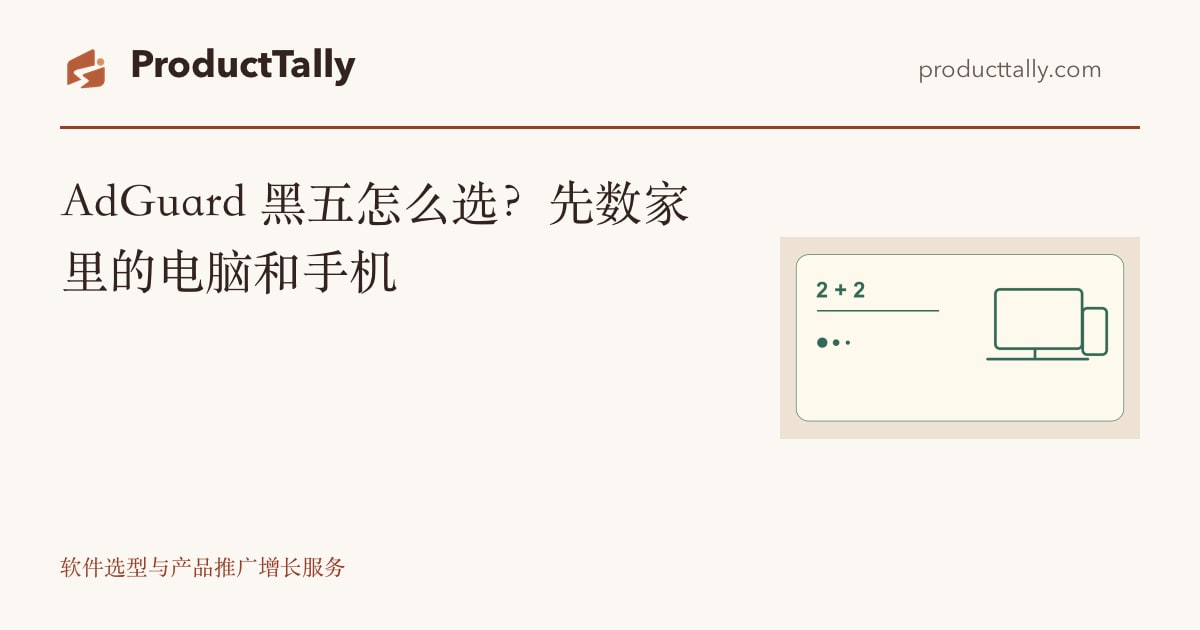 ProductTally
producttally.com
AdGuard 黑五怎么选？先数家
里的电脑和手机
2 + 2
软件选型与产品推广增长服务